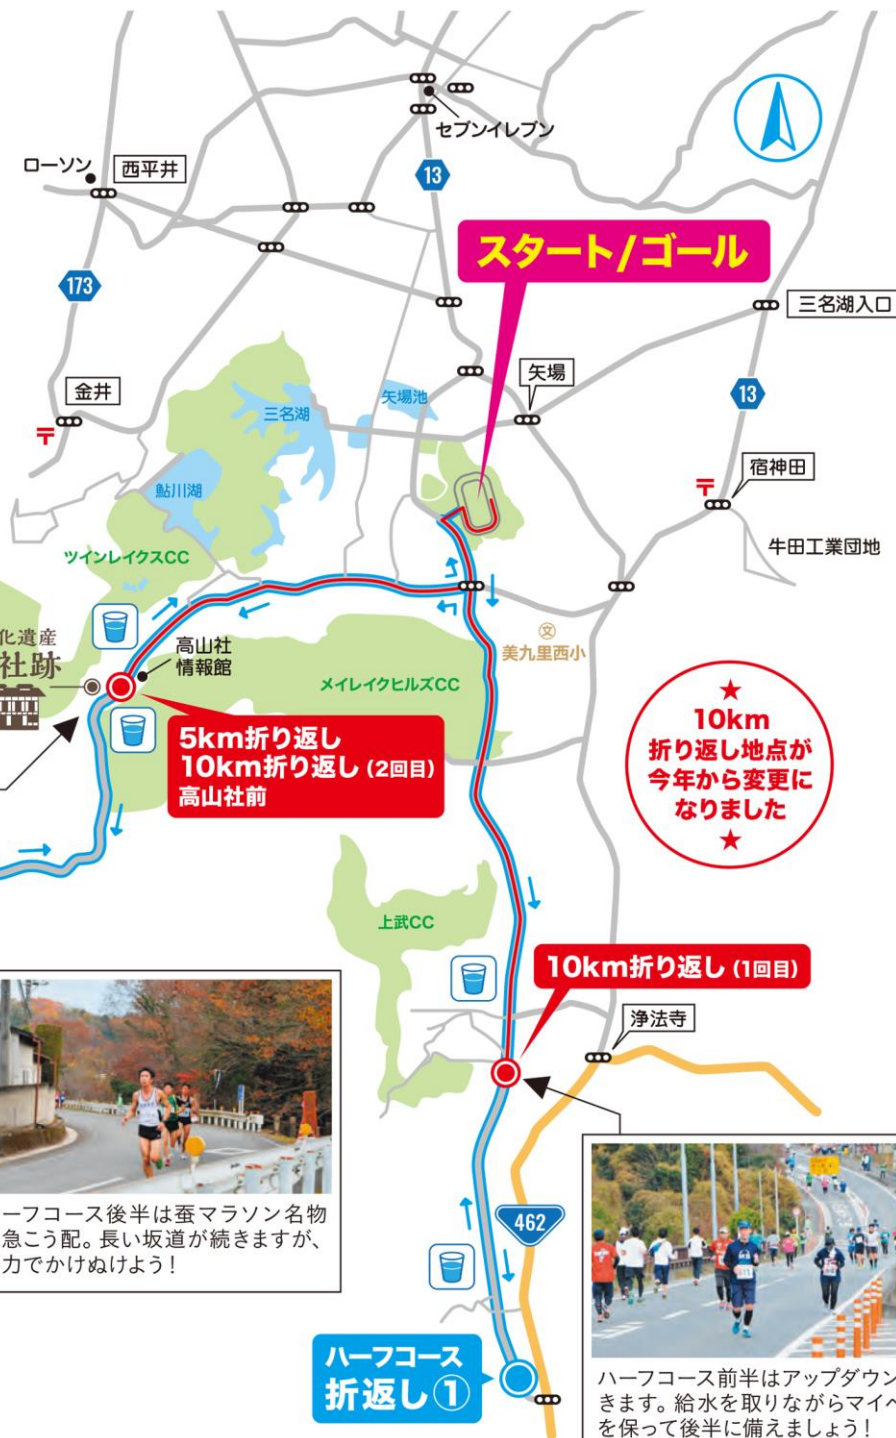 セブンイレブン
ローソン
西平井
13
スタート/ゴール
173
三名湖入口
金井
矢場
矢場池
三名湖
13
鮎川湖
宿神田
牛田工業団地
ツインレイクスCC
化遺産
社跡
高山社
情報館
文
美九里西小
メイレイクヒルズCC
5km折り返し
10km折り返し (2回目)
高山社前
★
10km
折り返し地点が
今年から変更に
なりました
★
上武CC
10km折り返し (1回目)
浄法寺
ーフコース後半は蚕マラソン名物
急こう配。長い坂道が続きますが、
力でかけぬけよう!
462
ハーフコース
折返し①
ハーフコース前半はアップダウン
きます。給水を取りながらマイペ
を保って後半に備えましょう!